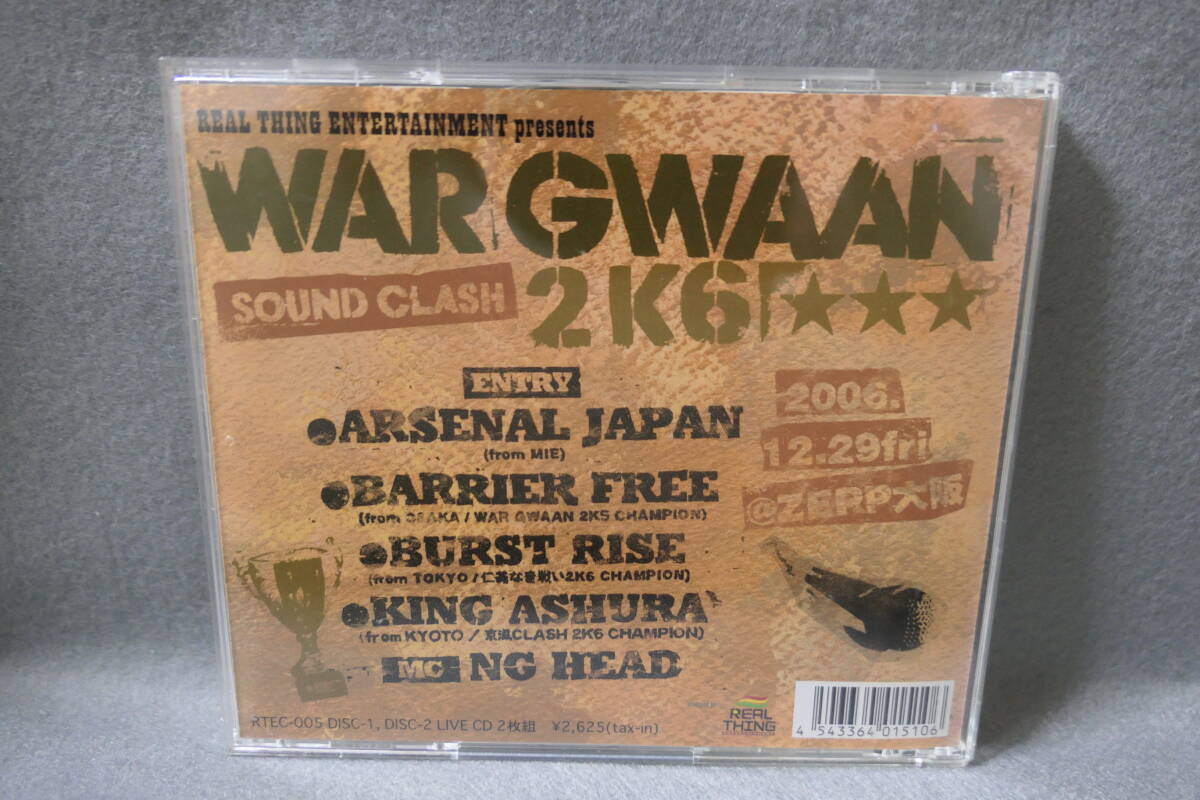 REAL THING ENTERTAINMENT presents
WAR GWAAN
SOUND CLASH
2K6
ENTRY
●ARSENAL JAPAN
(from MIE)
●BARRIER FREE
(from OSAKA / WAR GWAAN 2K5 CHAMPION)
●BURST RISE
(from TOKYO / 仁義なき戦い2K6 CHAMPION)
●KING ASHURA
(from KYOTO / 京温CLASH 2K6 CHAMPION)
MC NG HEAD
2006.
12.29fri
@ZERP大阪
RTEC-005 DISC-1, DISC-2 LIVE CD 2枚組 ¥2,625(tax-in)
REAL
THING
4 543364 015106